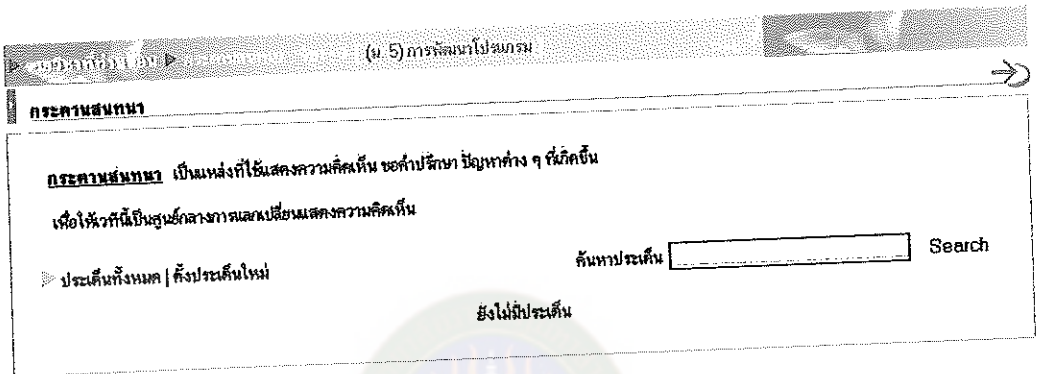 (ม. 5) การพัฒนาโปรแกรม
กระดานสนทนา
กระดานสนทนา เป็นแหล่งที่ใช้แสดงความคิดเห็น ขอคำปรึกษา ปัญหาต่าง ๆ ที่เกิดขึ้น
เพื่อให้เวทีนี้เป็นศูนย์กลางการแลกเปลี่ยนแสดงความคิดเห็น
ประเด็นทั้งหมด | ตั้งประเด็นใหม่
ค้นหาประเด็น Search
ยังไม่มีประเด็น